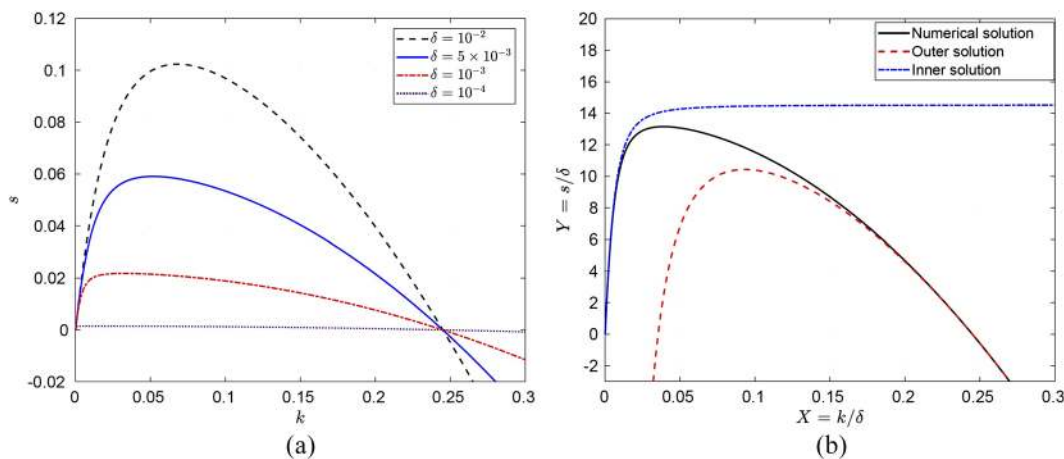 0.12
0.1
0.08
0.06
0.04
0.02
0
-0.02
s
δ = 10⁻²
δ = 5 × 10⁻³
δ = 10⁻³
δ = 10⁻⁴
0 0.05 0.1 0.15 0.2 0.25 0.3
k
(a)
20
18
16
14
12
10
8
6
4
2
0
-2
Y = s/δ
Numerical solution
Outer solution
Inner solution
0 0.05 0.1 0.15 0.2 0.25 0.3
X = k/δ
(b)